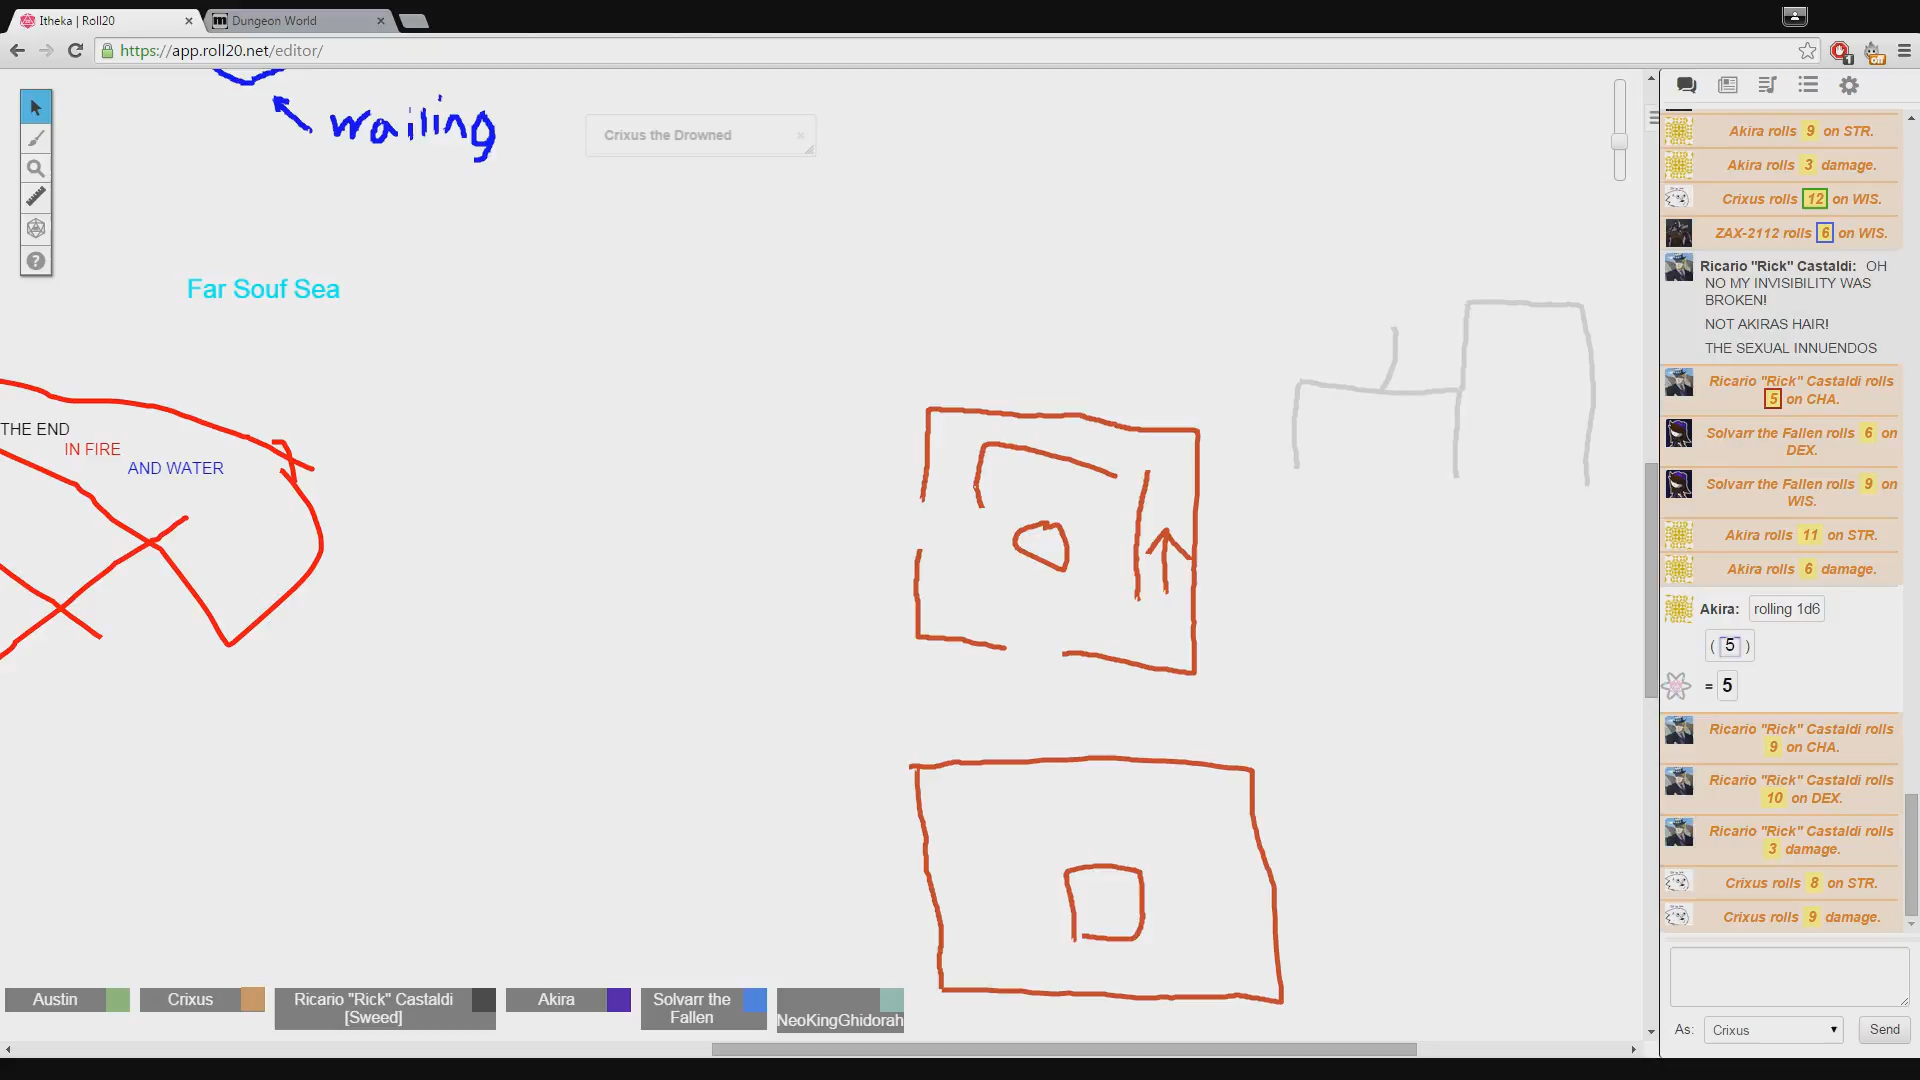 Itheka | Roll20
Dungeon World
https://app.roll20.net/editor/
wailing
Crixus the Drowned
Far Souf Sea
THE END
IN FIRE
AND WATER
Akira rolls 9 on STR.
Akira rolls 3 damage.
Crixus rolls 12 on WIS.
ZAX-2112 rolls 6 on WIS.
Ricario "Rick" Castaldi: OH
NO MY INVISIBILITY WAS
BROKEN!
NOT AKIRAS HAIR!
THE SEXUAL INNUENDOS
Ricario "Rick" Castaldi rolls
5 on CHA.
Solvarr the Fallen rolls 6 on
DEX.
Solvarr the Fallen rolls 9 on
WIS.
Akira rolls 11 on STR.
Akira rolls 6 damage.
Akira: rolling 1d6
( 5 )
= 5
Ricario "Rick" Castaldi rolls
9 on CHA.
Ricario "Rick" Castaldi rolls
10 on DEX.
Ricario "Rick" Castaldi rolls
3 damage.
Crixus rolls 8 on STR.
Crixus rolls 9 damage.
As: Crixus Send
Austin
Crixus
Ricario "Rick" Castaldi
[Sweed]
Akira
Solvarr the
Fallen
NeoKingGhidorah